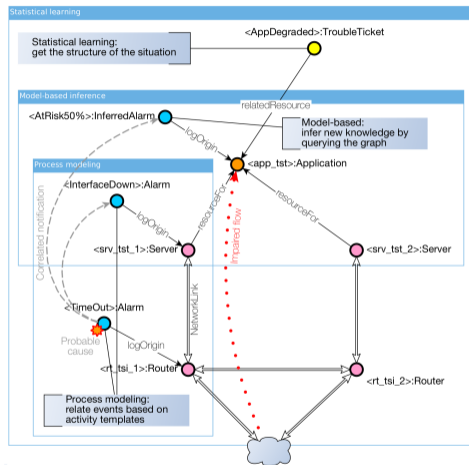 Statistical learning
<AppDegraded>:TroubleTicket
Statistical learning:
get the structure of the situation
relatedResource
Model-based inference
<AtRisk50%>:InferredAlarm
Model-based:
infer new knowledge by
querying the graph
logOrigin
<app_tst>:Application
Process modeling
<InterfaceDown>:Alarm
resourceFor
resourceFor
logOrigin
Correlated notification
Impaired flow
<srv_tst_1>:Server
<srv_tst_2>:Server
NetworkLink
<TimeOut>:Alarm
Probable
cause
logOrigin
<rt_tsi_1>:Router
<rt_tsi_2>:Router
Process modeling:
relate events based on
activity templates